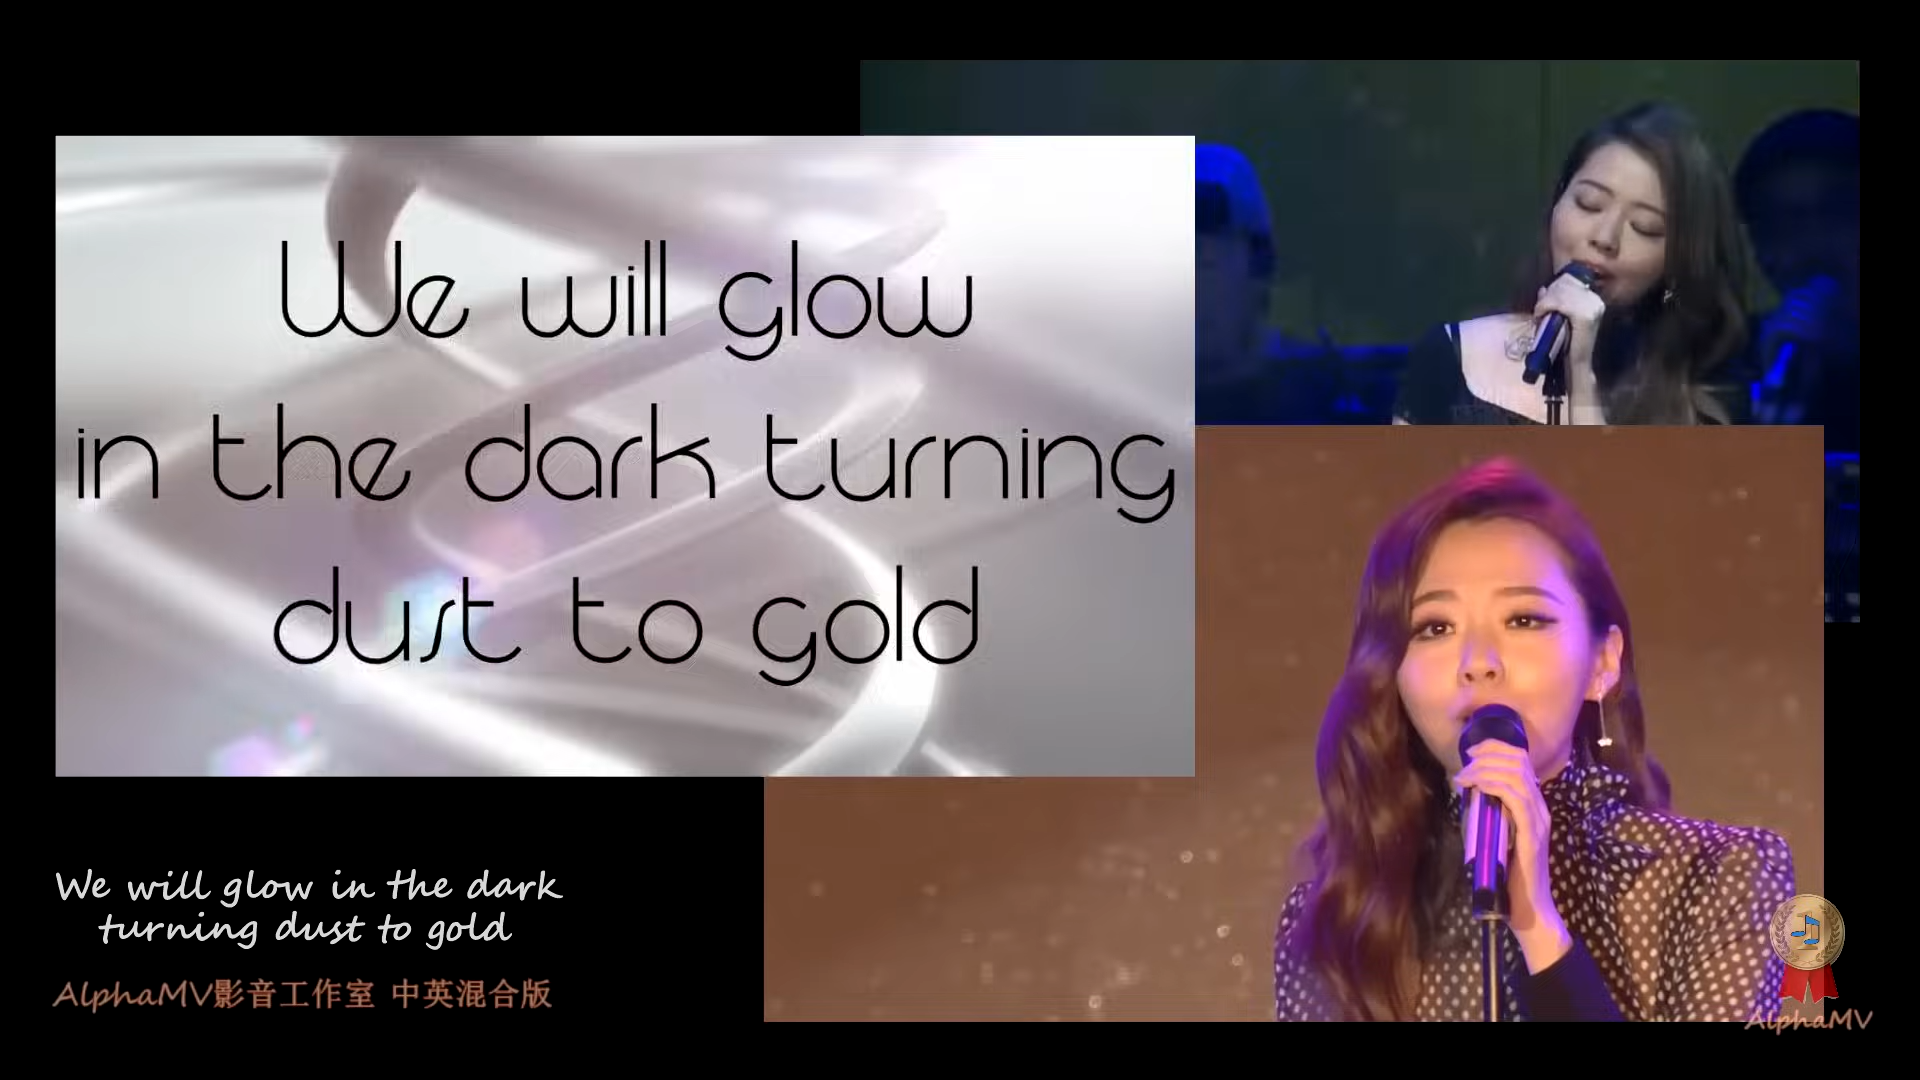 We will glow
in the dark turning
dust to gold
We will glow in the dark
turning dust to gold
AlphaMV影音工作室 中英混合版
AlphaMV